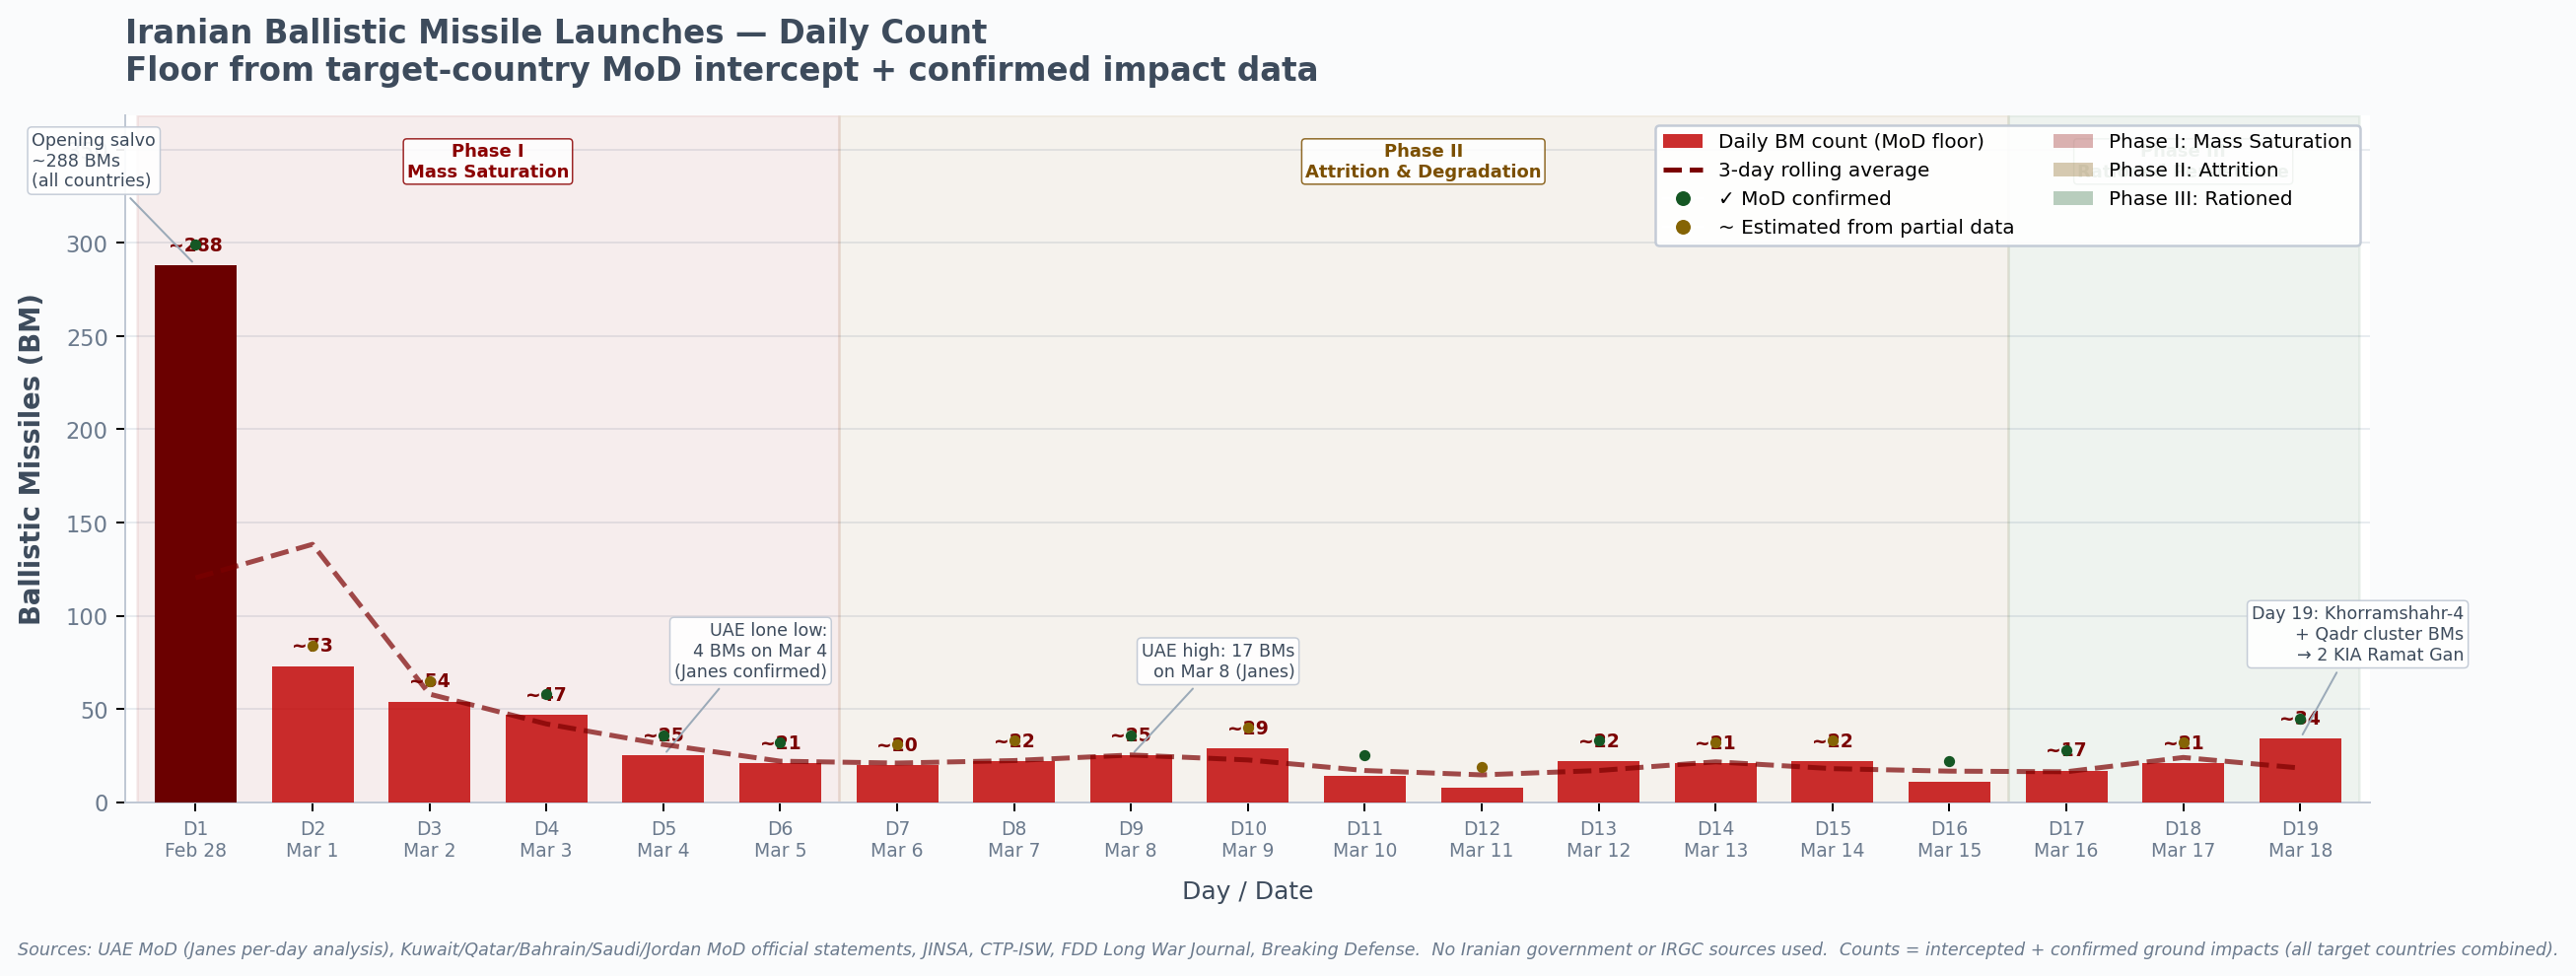 Iranian Ballistic Missile Launches — Daily Count
Floor from target-country MoD intercept + confirmed impact data
Opening salvo
~288 BMs
(all countries)
Phase I
Mass Saturation
Phase II
Attrition & Degradation
Daily BM count (MoD floor)
3-day rolling average
✓ MoD confirmed
~ Estimated from partial data
Phase I: Mass Saturation
Phase II: Attrition
Phase III: Rationed
Ballistic Missiles (BM)
300
250
200
150
100
50
0
~288
~73
~54
~47
~25
~21
~20
~22
~25
~29
~22
~21
~22
~17
~21
~34
UAE lone low:
4 BMs on Mar 4
(Janes confirmed)
UAE high: 17 BMs
on Mar 8 (Janes)
Day 19: Khorramshahr-4
+ Qadr cluster BMs
→ 2 KIA Ramat Gan
D1
Feb 28
D2
Mar 1
D3
Mar 2
D4
Mar 3
D5
Mar 4
D6
Mar 5
D7
Mar 6
D8
Mar 7
D9
Mar 8
D10
Mar 9
D11
Mar 10
D12
Mar 11
D13
Mar 12
D14
Mar 13
D15
Mar 14
D16
Mar 15
D17
Mar 16
D18
Mar 17
D19
Mar 18
Day / Date
Sources: UAE MoD (Janes per-day analysis), Kuwait/Qatar/Bahrain/Saudi/Jordan MoD official statements, JINSA, CTP-ISW, FDD Long War Journal, Breaking Defense.  No Iranian government or IRGC sources used.  Counts = intercepted + confirmed ground impacts (all target countries combined).